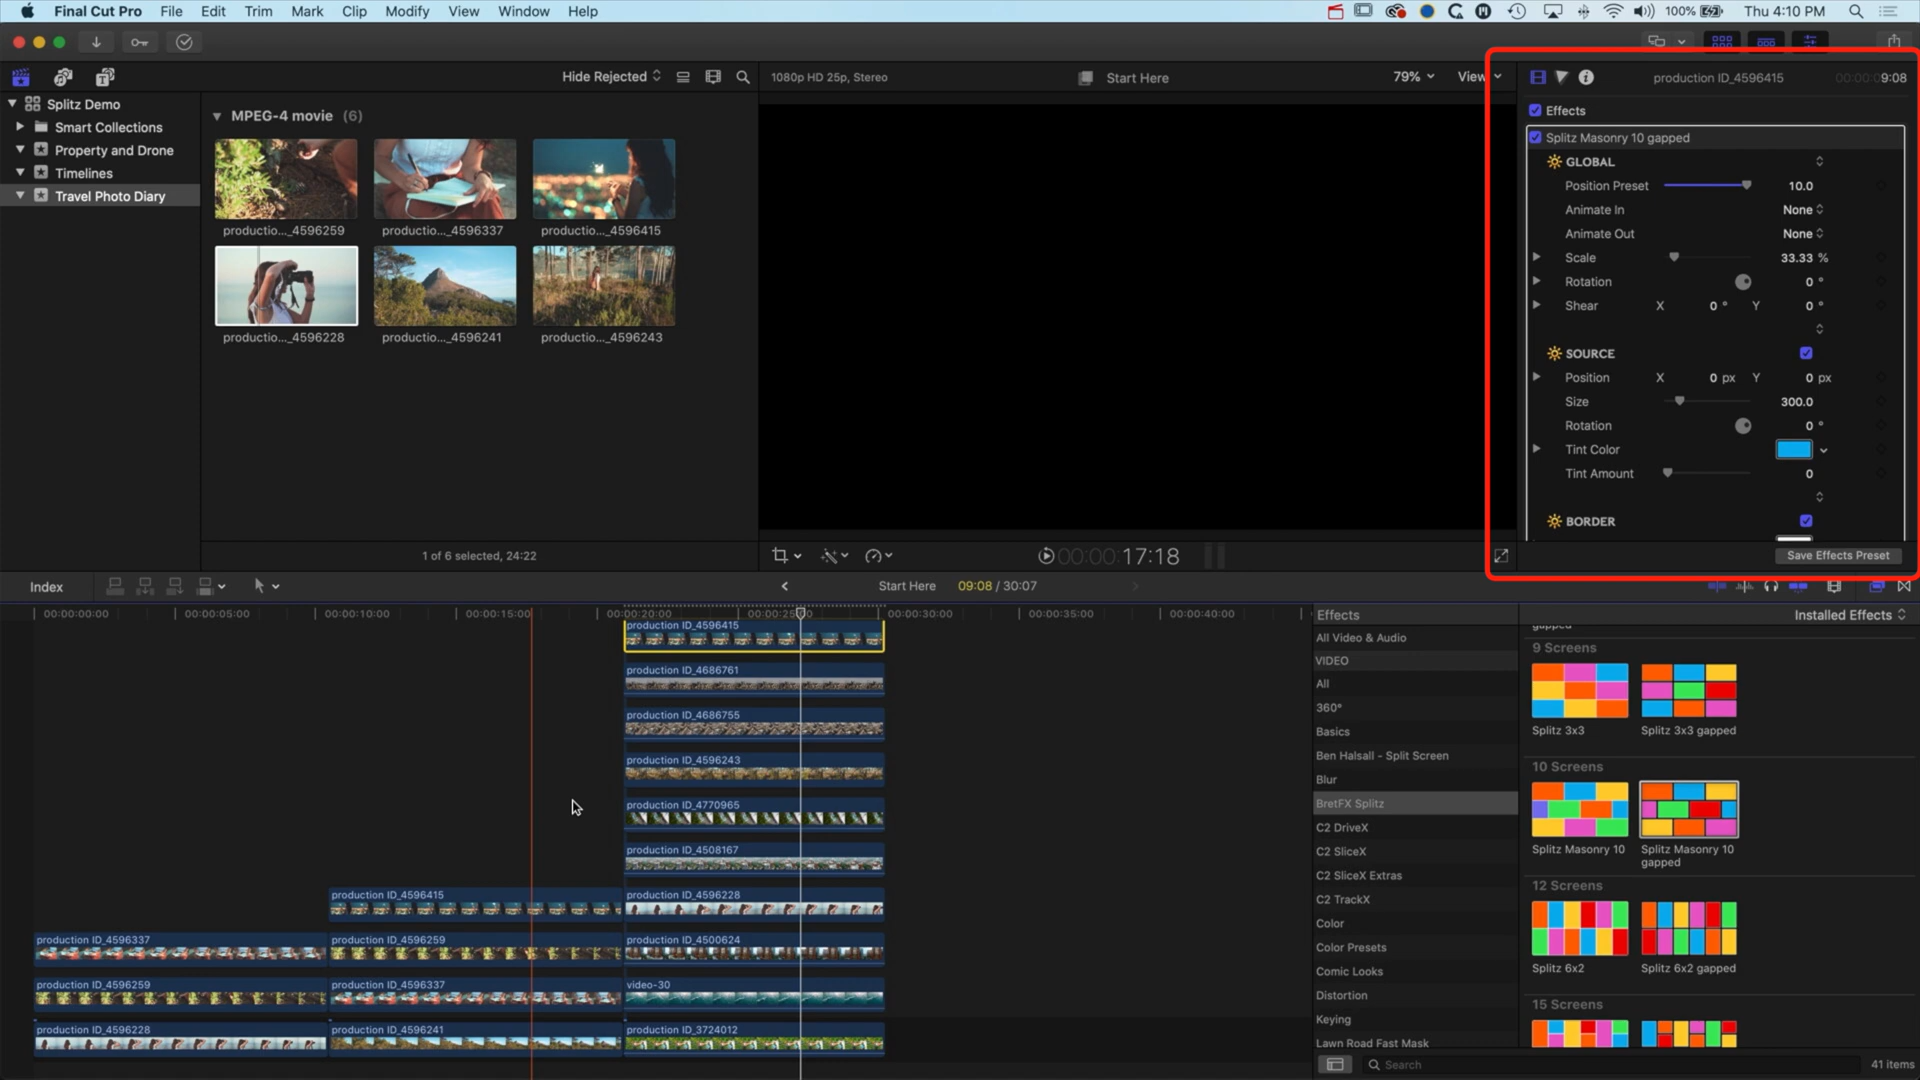 Final Cut Pro File Edit Trim Mark Clip Modify View Window Help 100% Thu 4:10 PM
Hide Rejected 1080p HD 25p, Stereo Start Here 79% View production ID_4596415 00:00:09:08
Splitz Demo
Smart Collections
Property and Drone
Timelines
Travel Photo Diary
MPEG-4 movie (6)
productio..._4596259 productio..._4596337 productio..._4596415
productio..._4596228 productio..._4596241 productio..._4596243
1 of 6 selected, 24:22
00:00:00:17:18
Effects
Splitz Masonry 10 gapped
GLOBAL
Position Preset 10.0
Animate In None
Animate Out None
Scale 33.33 %
Rotation 0 °
Shear X 0 ° Y 0 °
SOURCE
Position X 0 px Y 0 px
Size 300.0
Rotation 0 °
Tint Color
Tint Amount 0
BORDER
Save Effects Preset
Index Start Here 09:08 / 30:07
00:00:00:00 00:00:05:00 00:00:10:00 00:00:15:00 00:00:20:00 00:00:25:00 00:00:30:00 00:00:35:00 00:00:40:00
production ID_4596415
production ID_4686761
production ID_4686755
production ID_4596243
production ID_4770965
production ID_4508167
production ID_4596415 production ID_4596228
production ID_4596337 production ID_4596259 production ID_4500624
production ID_4596259 production ID_4596337 video-30
production ID_4596228 production ID_4596241 production ID_3724012
Effects
All Video & Audio
VIDEO
All
360°
Basics
Ben Halsall - Split Screen
Blur
BretFX Splitz
C2 DriveX
C2 SliceX
C2 SliceX Extras
C2 TrackX
Color
Color Presets
Comic Looks
Distortion
Keying
Lawn Road Fast Mask
Installed Effects
gapped
9 Screens
Splitz 3x3 Splitz 3x3 gapped
10 Screens
Splitz Masonry 10 Splitz Masonry 10
gapped
12 Screens
Splitz 6x2 Splitz 6x2 gapped
15 Screens
Search 41 items